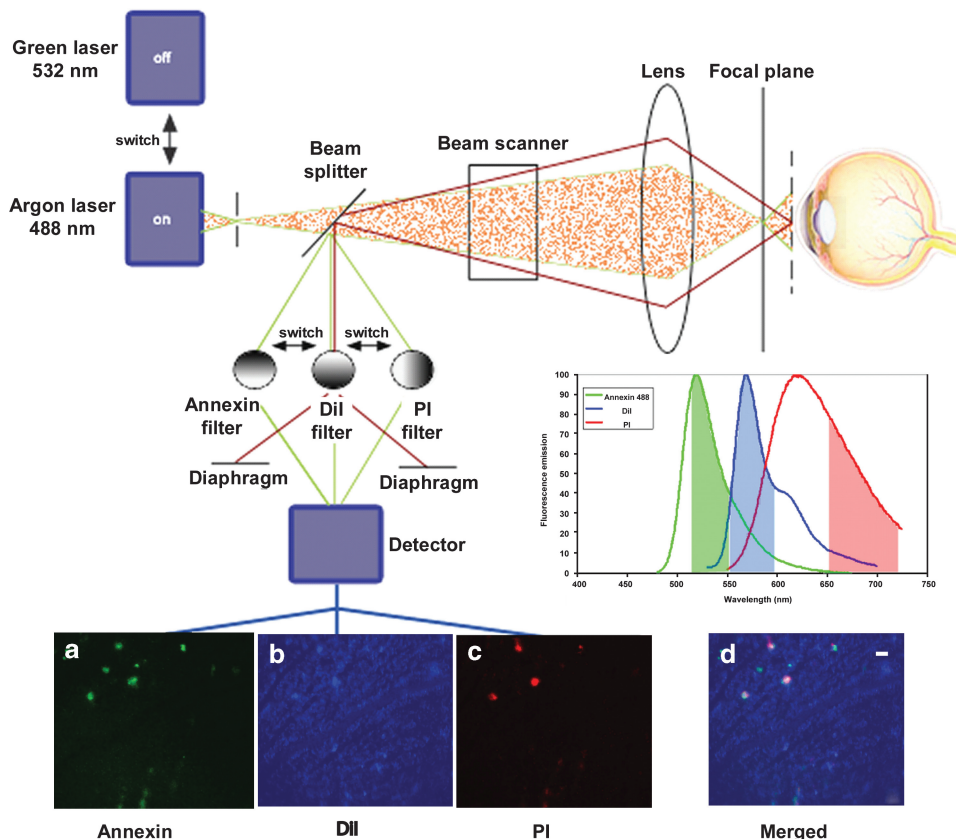 Green laser
532 nm
off
switch
Argon laser
488 nm
on
Beam
splitter
Beam scanner
Lens
Focal plane
switch
switch
Annexin
filter
DiI
filter
PI
filter
Diaphragm
Diaphragm
Detector
Fluorescence emission
100
90
80
70
60
50
40
30
20
10
0
Annexin 488
DiI
PI
400
450
500
550
600
650
700
750
Wavelength (nm)
a
b
c
d
Annexin
DII
PI
Merged